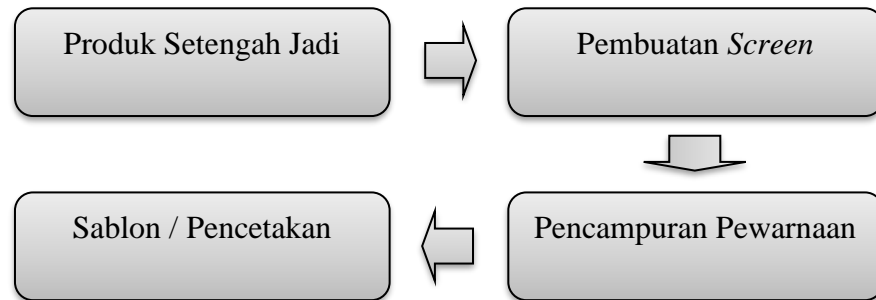 Produk Setengah Jadi
Pembuatan Screen
Pencampuran Pewarnaan
Sablon / Pencetakan